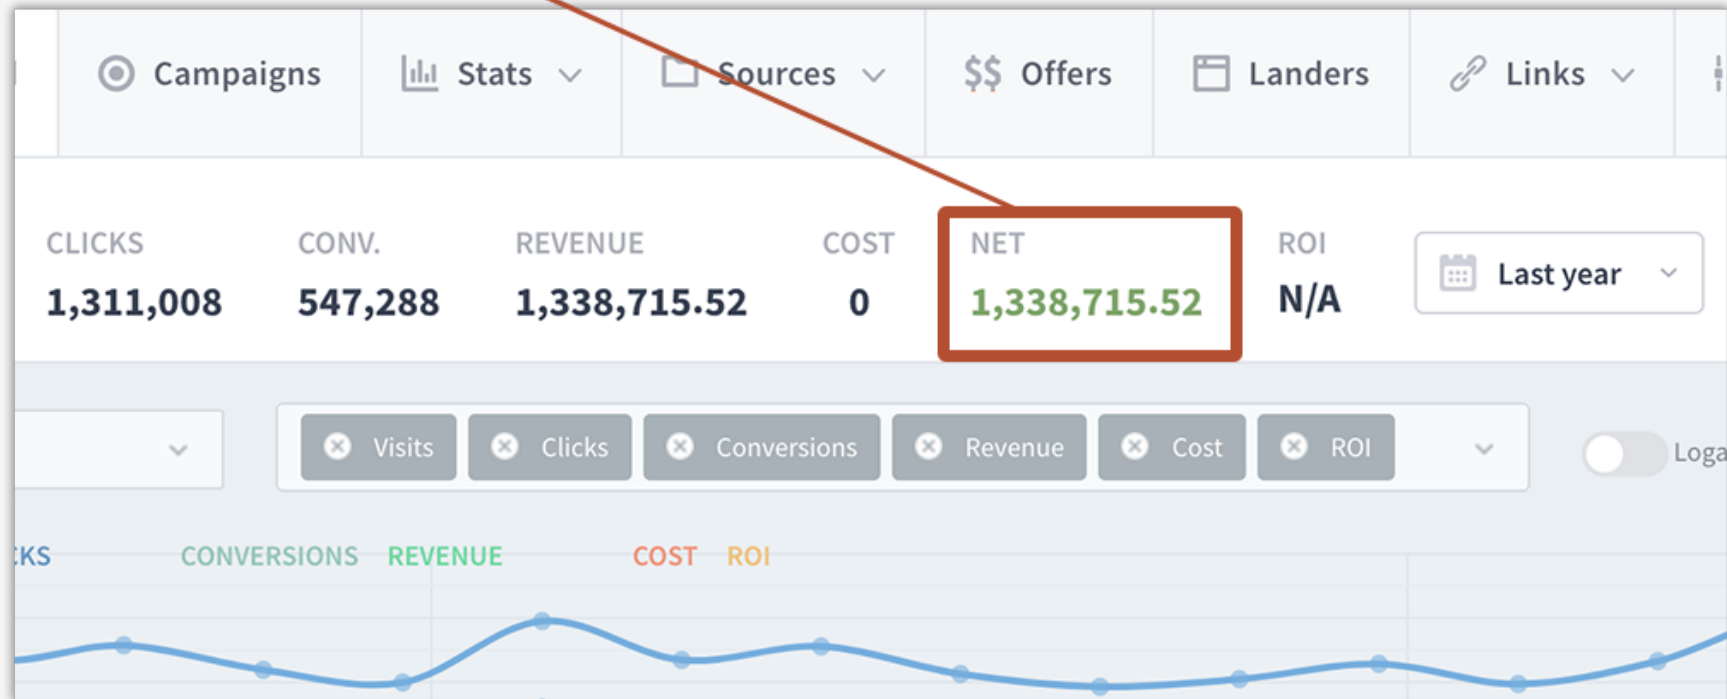 Campaigns Stats Sources $$ Offers Landers Links
CLICKS CONV. REVENUE COST NET ROI
1,311,008 547,288 1,338,715.52 0 1,338,715.52 N/A Last year
Visits Clicks Conversions Revenue Cost ROI Loga
CKS CONVERSIONS REVENUE COST ROI